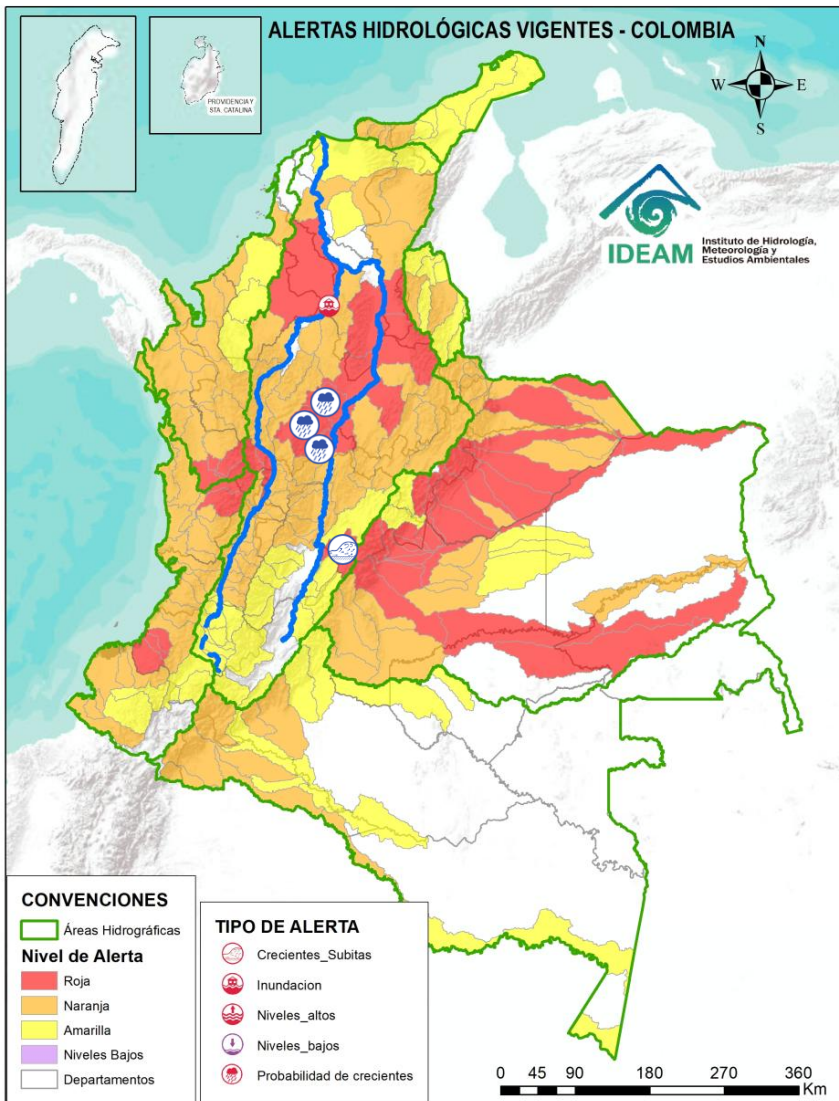 ALERTAS HIDROLÓGICAS VIGENTES - COLOMBIA
PROVIDENCIA Y
STA. CATALINA
N
W
E
S
IDEAM
Instituto de Hidrología,
Meteorología y
Estudios Ambientales
CONVENCIONES
Áreas Hidrográficas
Nivel de Alerta
Roja
Naranja
Amarilla
Niveles Bajos
Departamentos
TIPO DE ALERTA
Crecientes_Subitas
Inundacion
Niveles_altos
Niveles_bajos
Probabilidad de crecientes
0 45 90 180 270 360
Km